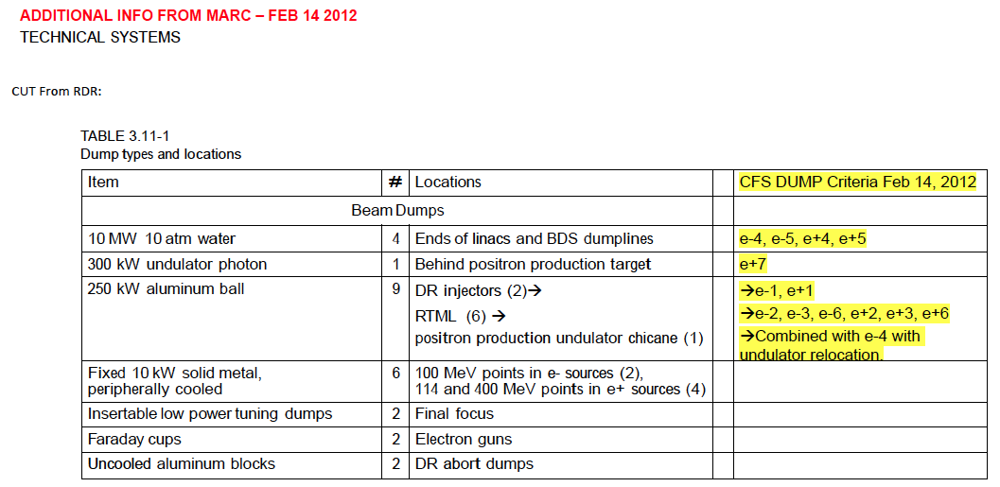 ADDITIONAL INFO FROM MARC – FEB 14 2012
TECHNICAL SYSTEMS
CUT From RDR:
TABLE 3.11-1
Dump types and locations
Item # Locations CFS DUMP Criteria Feb 14, 2012
Beam Dumps
10 MW 10 atm water 4 Ends of linacs and BDS dumplines e-4, e-5, e+4, e+5
300 kW undulator photon 1 Behind positron production target e+7
250 kW aluminum ball 9 DR injectors (2)→ →e-1, e+1
RTML (6) → →e-2, e-3, e-6, e+2, e+3, e+6
positron production undulator chicane (1) →Combined with e-4 with
undulator relocation.
Fixed 10 kW solid metal, 6 100 MeV points in e- sources (2),
peripherally cooled 114 and 400 MeV points in e+ sources (4)
Insertable low power tuning dumps 2 Final focus
Faraday cups 2 Electron guns
Uncooled aluminum blocks 2 DR abort dumps